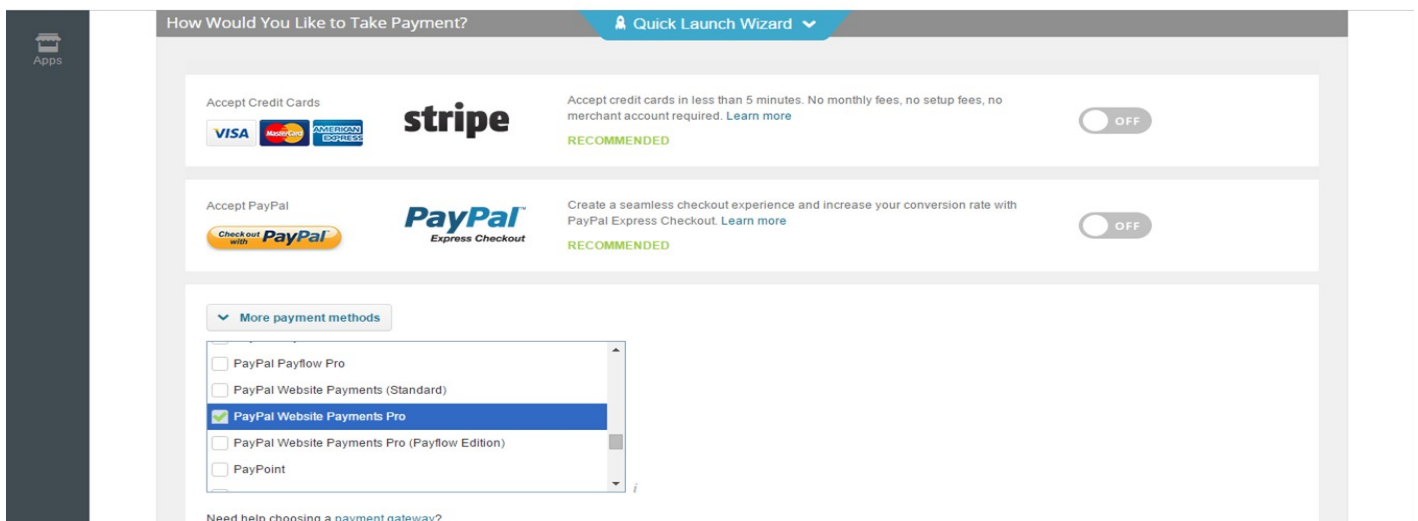 How Would You Like to Take Payment?
Quick Launch Wizard
Apps
Accept Credit Cards
VISA
MasterCard
AMERICAN EXPRESS
stripe
Accept credit cards in less than 5 minutes. No monthly fees, no setup fees, no
merchant account required. Learn more
RECOMMENDED
OFF
Accept PayPal
Check out with PayPal
PayPal™
Express Checkout
Create a seamless checkout experience and increase your conversion rate with
PayPal Express Checkout. Learn more
RECOMMENDED
OFF
More payment methods
PayPal Payflow Pro
PayPal Website Payments (Standard)
PayPal Website Payments Pro
PayPal Website Payments Pro (Payflow Edition)
PayPoint
i
Need help choosing a payment gateway?